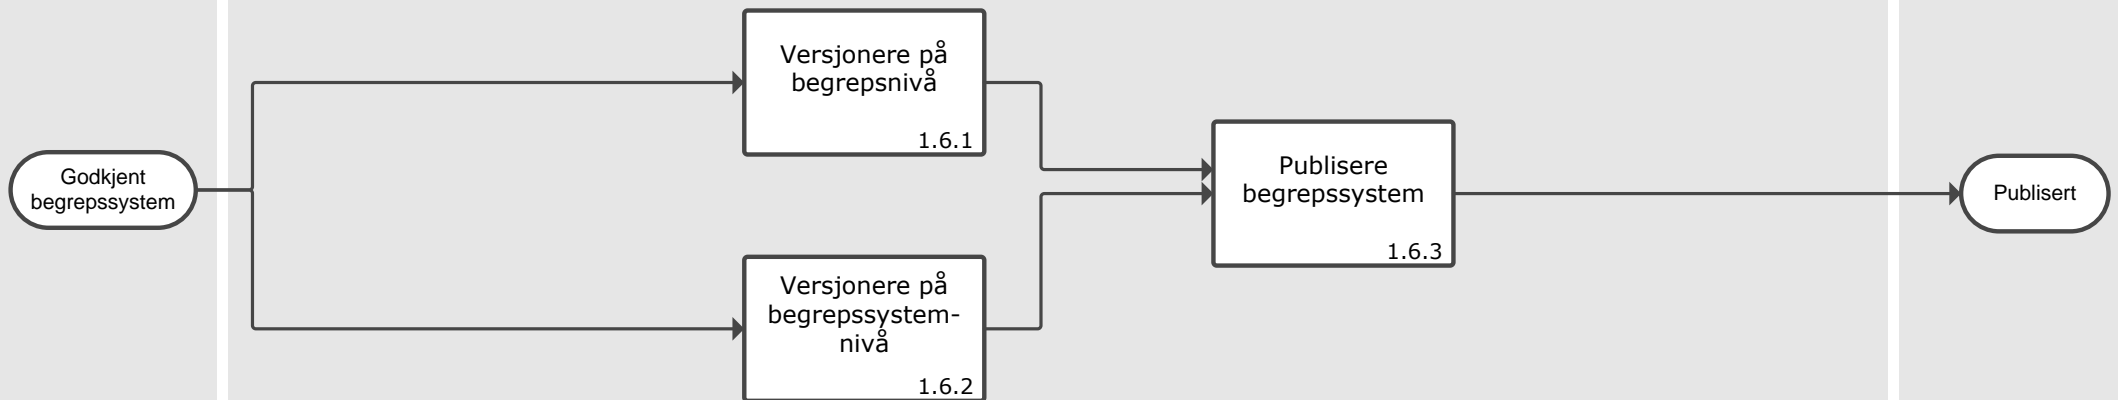 Godkjent
begrepssystem
Versjonere på
begrepsnivå
1.6.1
Versjonere på
begrepssystem-
nivå
1.6.2
Publisere
begrepssystem
1.6.3
Publisert